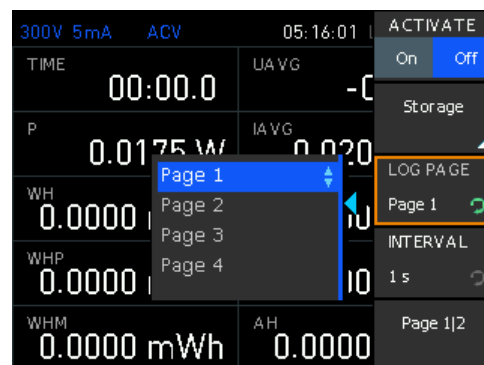 300V 5mA ACV 05:16:01
ACTIVATE
On Off
TIME
00:00.0
UAVG
Storage
P
0.0175 W
IAVG
LOG PAGE
Page 1
Page 1
Page 2
Page 3
Page 4
WH
0.0000
INTERVAL
1 s
WHP
0.0000
Page 1|2
WHM
0.0000 mWh
AH
0.0000